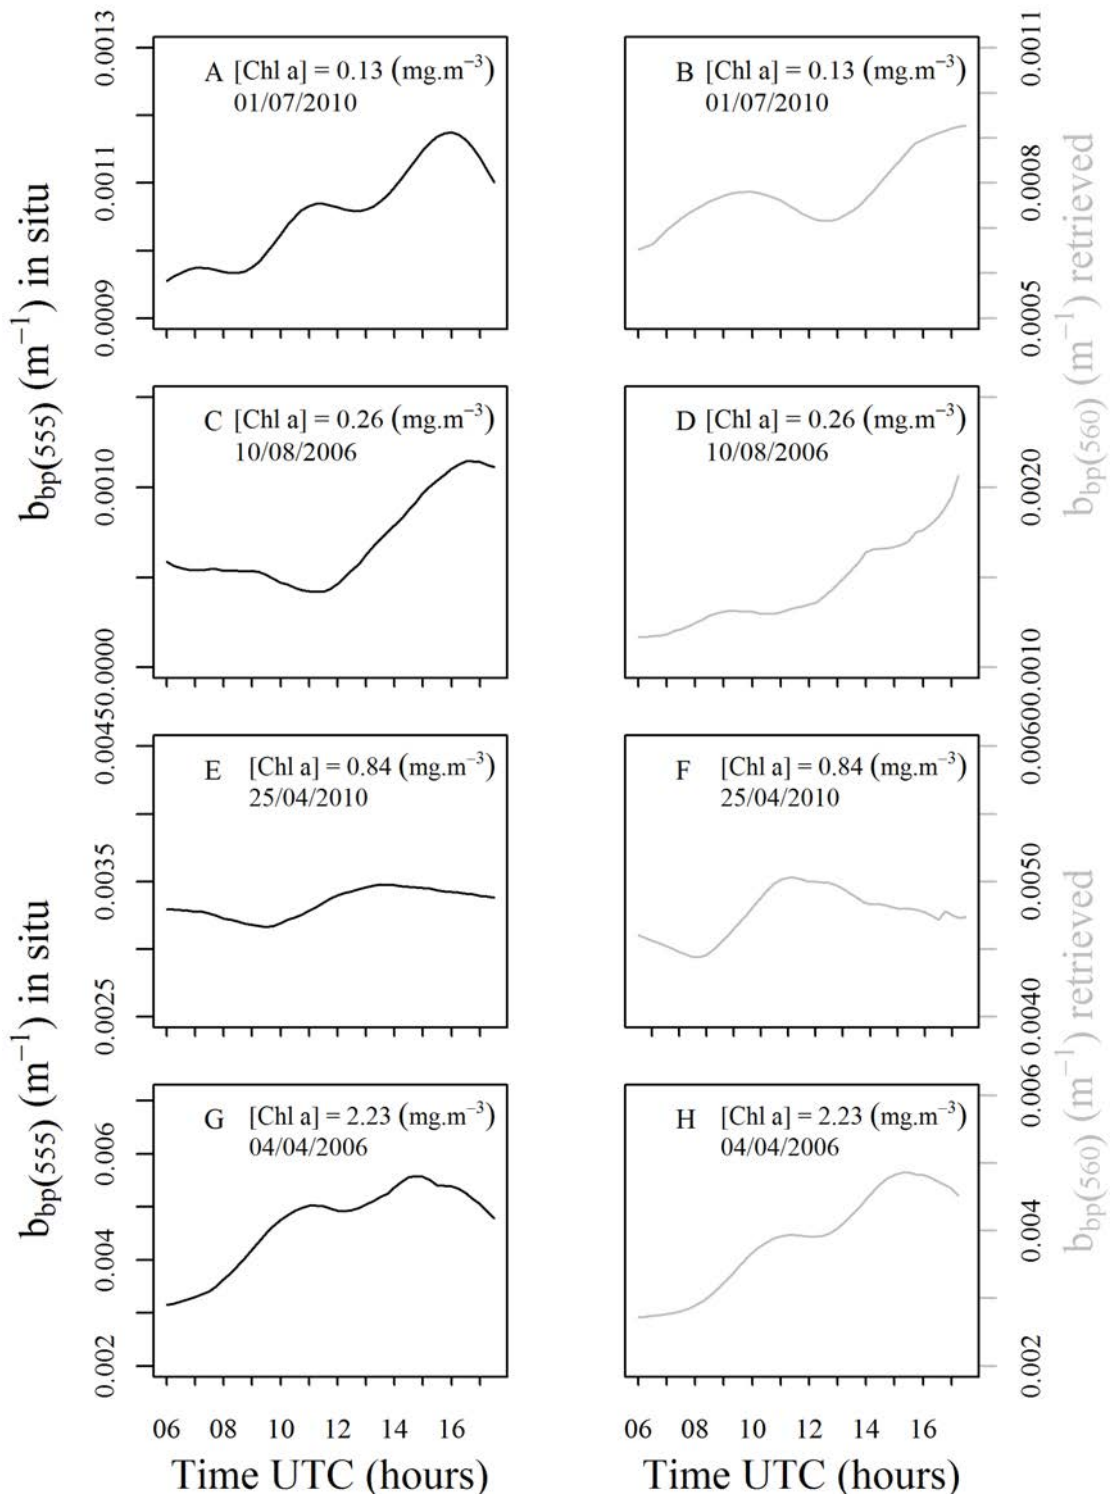 0.0013
0.0011
0.0009
A [Chl a] = 0.13 (mg.m⁻³)
01/07/2010
B [Chl a] = 0.13 (mg.m⁻³)
01/07/2010
0.0011
0.0008
0.0005
b_bp(555) (m⁻¹) in situ
b_bp(560) (m⁻¹) retrieved
0.0010
0.0000
C [Chl a] = 0.26 (mg.m⁻³)
10/08/2006
D [Chl a] = 0.26 (mg.m⁻³)
10/08/2006
0.0020
0.0010
0.0045
0.0035
0.0025
E [Chl a] = 0.84 (mg.m⁻³)
25/04/2010
F [Chl a] = 0.84 (mg.m⁻³)
25/04/2010
0.0060
0.0050
0.0040
b_bp(555) (m⁻¹) in situ
b_bp(560) (m⁻¹) retrieved
0.006
0.004
0.002
G [Chl a] = 2.23 (mg.m⁻³)
04/04/2006
H [Chl a] = 2.23 (mg.m⁻³)
04/04/2006
0.006
0.004
0.002
06 08 10 12 14 16
06 08 10 12 14 16
Time UTC (hours)
Time UTC (hours)